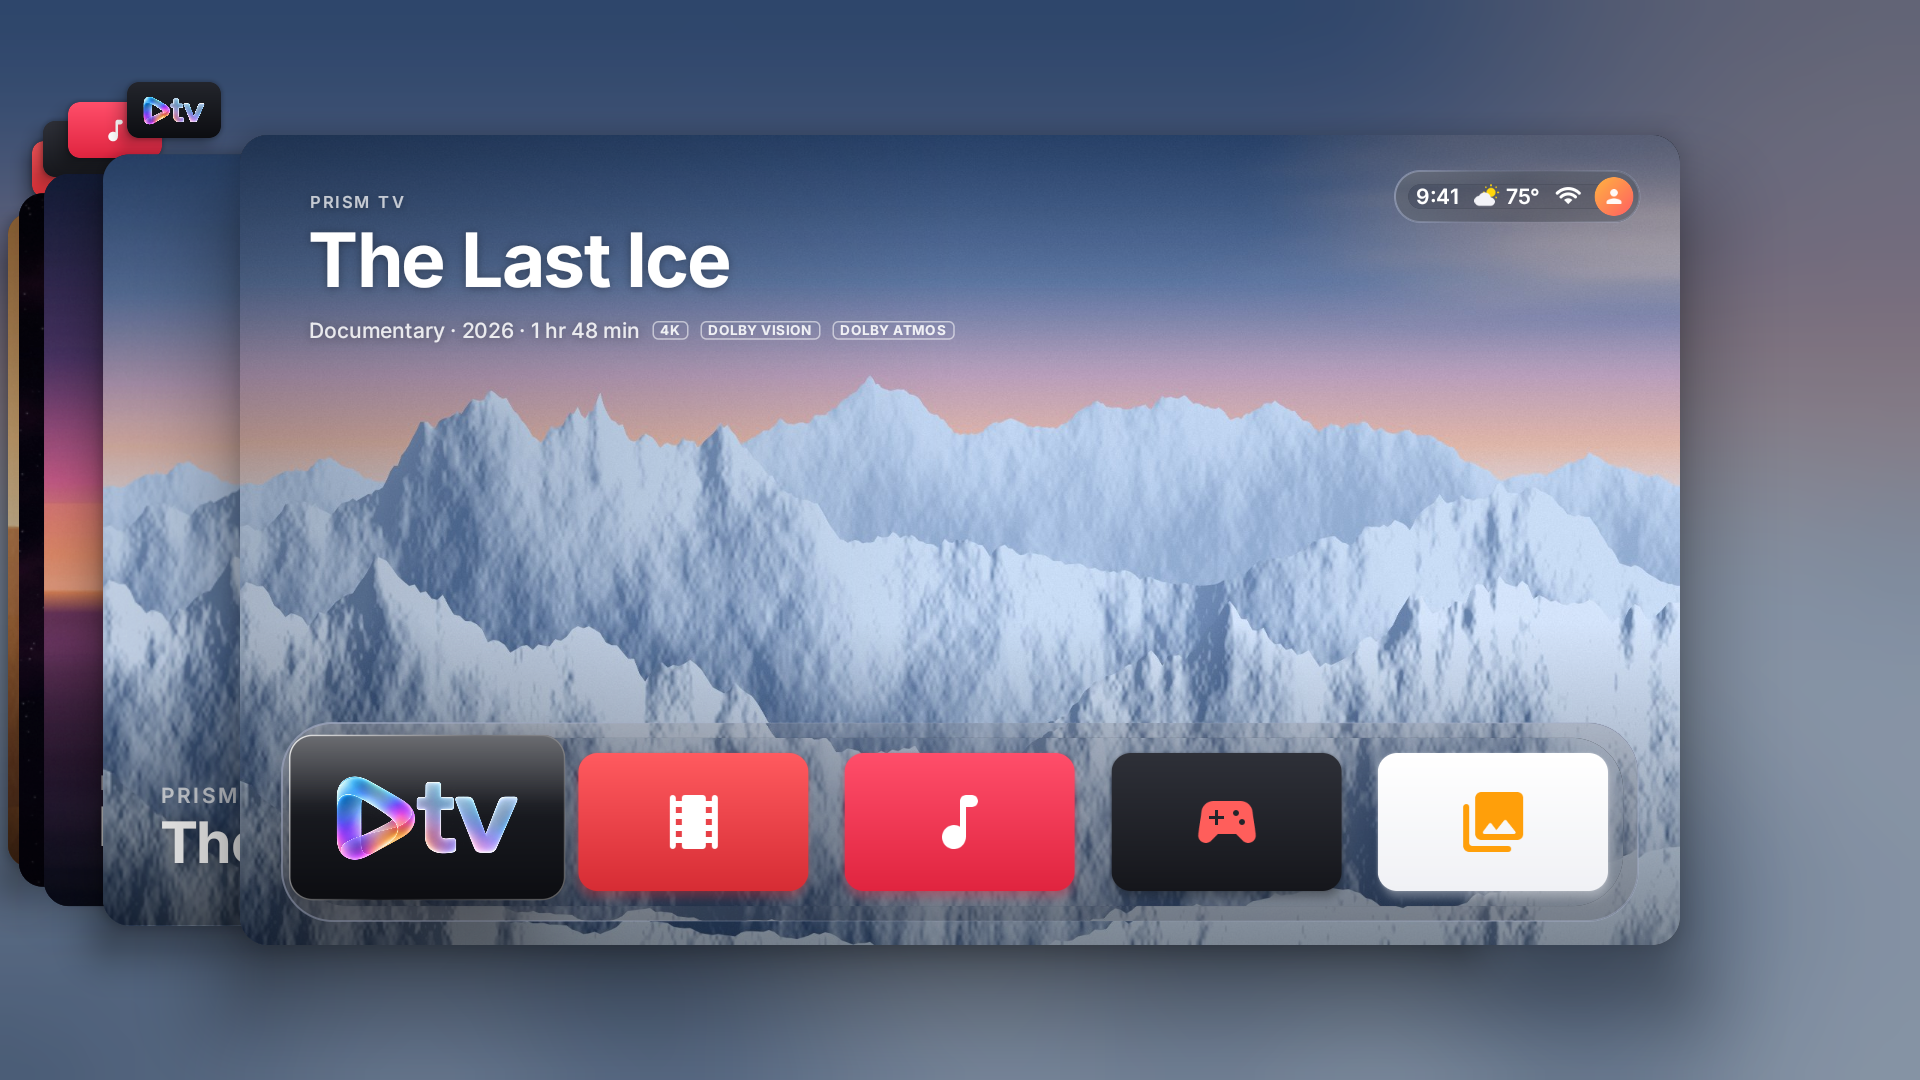 tv
PRISM TV
9:41 75°
The Last Ice
Documentary · 2026 · 1 hr 48 min 4K DOLBY VISION DOLBY ATMOS
PRISM
The
tv